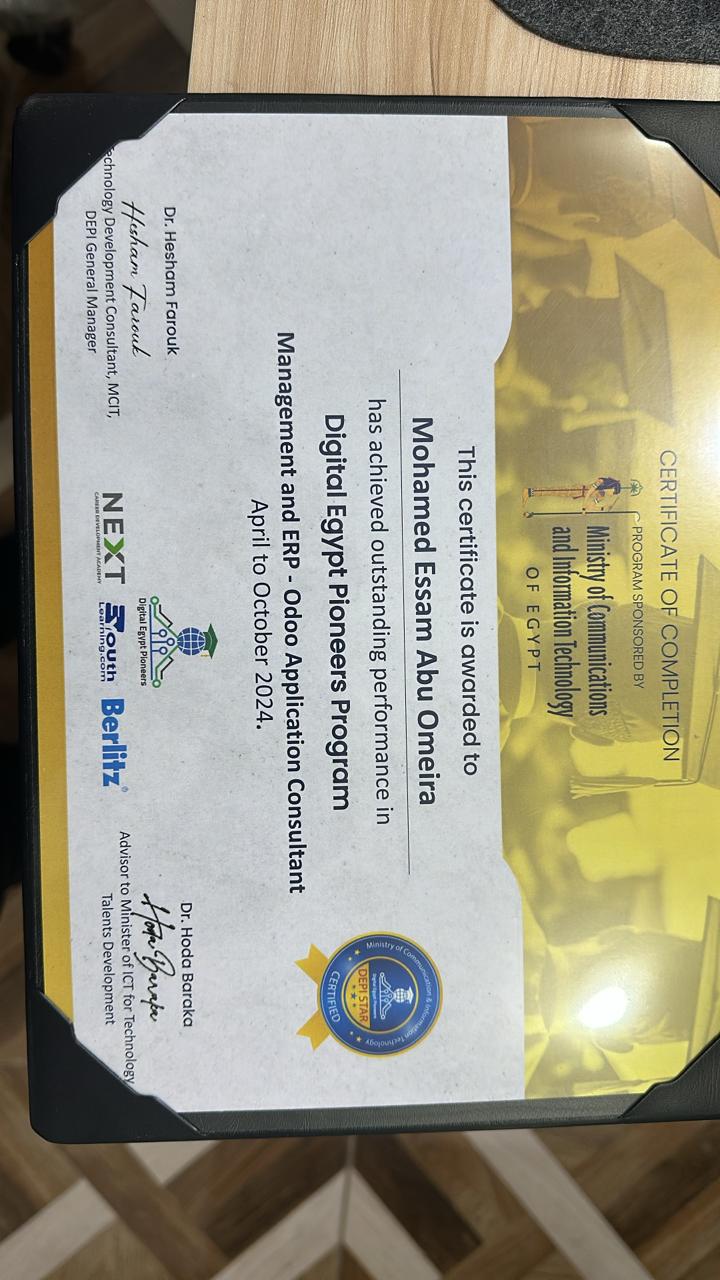 CERTIFICATE OF COMPLETION
PROGRAM SPONSORED BY
Ministry of Communications
and Information Technology
OF EGYPT
This certificate is awarded to
Mohamed Essam Abu Omeira
has achieved outstanding performance in
Digital Egypt Pioneers Program
Management and ERP - Odoo Application Consultant
April to October 2024.
Ministry of Communication & Information Technology
Digital Egypt Pioneers
DEPI STAR
CERTIFIED
Dr. Hesham Farouk
Hesham Farouk
echnology Development Consultant, MCIT,
DEPI General Manager
Digital Egypt Pioneers
NEXT
CAREER DEVELOPMENT ACADEMY
Youth
Learning.com
Berlitz®
Dr. Hoda Baraka
Hoda Baraka
Advisor to Minister of ICT for Technology
Talents Development